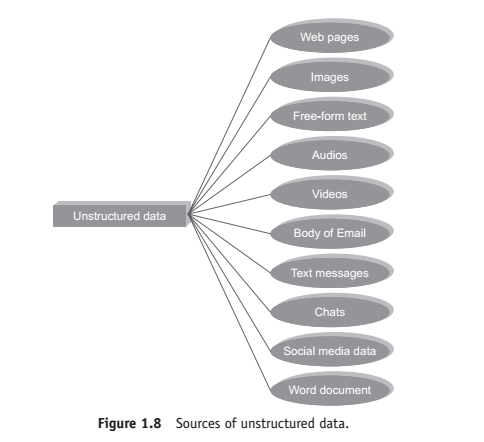 Web pages
Images
Free-form text
Audios
Videos
Unstructured data
Body of Email
Text messages
Chats
Social media data
Word document
Figure 1.8 Sources of unstructured data.